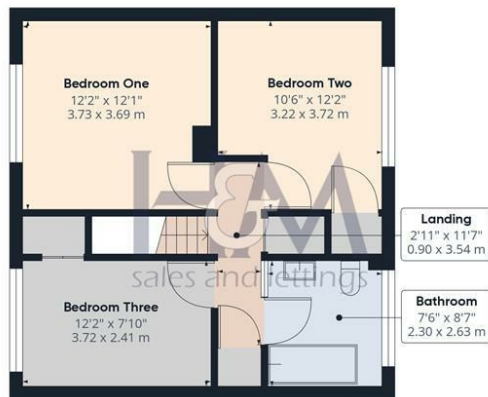 Bedroom One
12'2" x 12'1"
3.73 x 3.69 m
Bedroom Two
10'6" x 12'2"
3.22 x 3.72 m
H&M
sales and lettings
Landing
2'11" x 11'7"
0.90 x 3.54 m
Bedroom Three
12'2" x 7'10"
3.72 x 2.41 m
Bathroom
7'6" x 8'7"
2.30 x 2.63 m